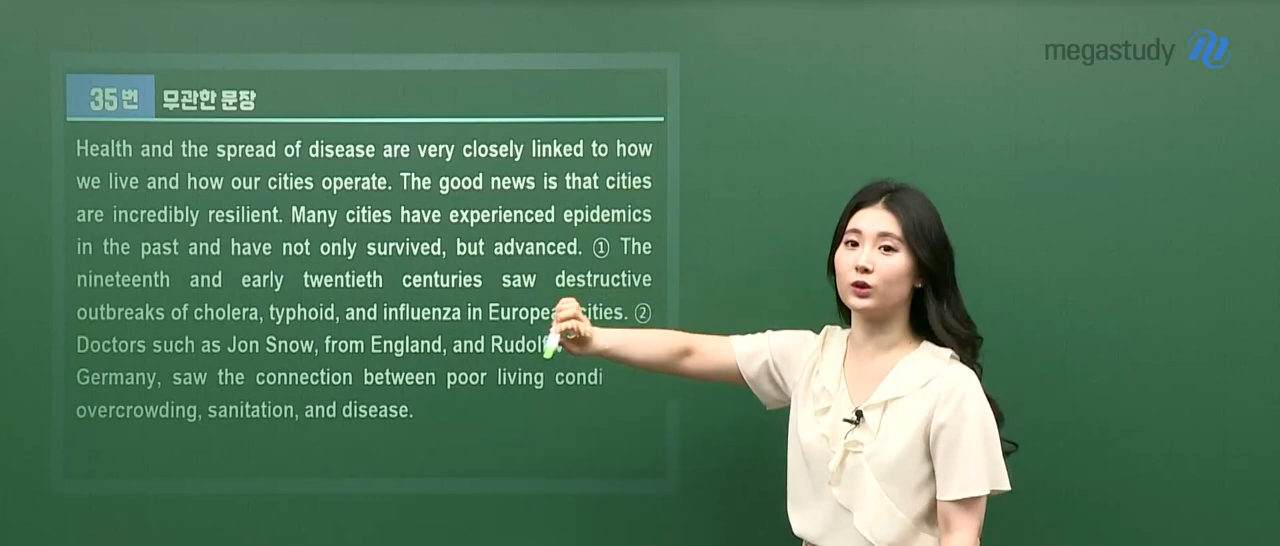 megastudy
35번 무관한 문장
Health and the spread of disease are very closely linked to how
we live and how our cities operate. The good news is that cities
are incredibly resilient. Many cities have experienced epidemics
in the past and have not only survived, but advanced. ① The
nineteenth and early twentieth centuries saw destructive
outbreaks of cholera, typhoid, and influenza in cities. ②
Doctors such as Jon Snow, from England, and
Germany, saw the connection between poor living
overcrowding, sanitation, and disease.